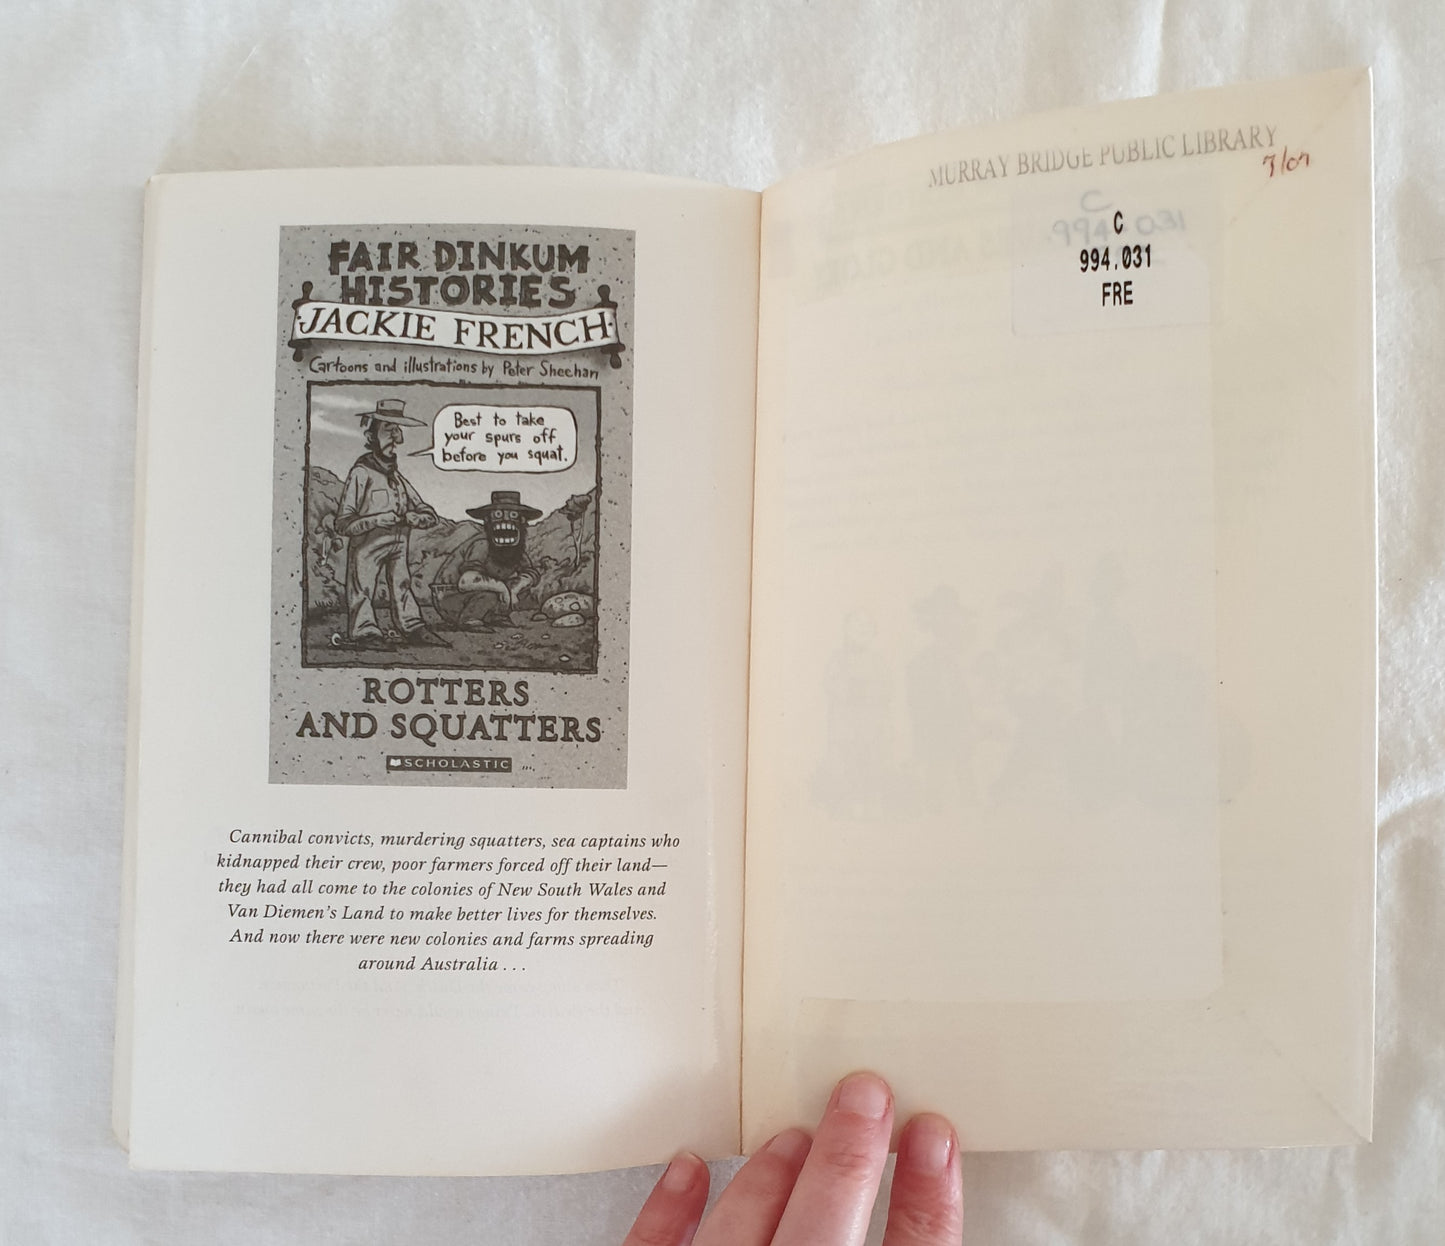 FAIR DINKUM
HISTORIES
JACKIE FRENCH
Cartoons and illustrations by Peter Sheehan
Best to take
your spurs off
before you squat.
ROTTERS
AND SQUATTERS
SCHOLASTIC
Cannibal convicts, murdering squatters, sea captains who
kidnapped their crew, poor farmers forced off their land—
they had all come to the colonies of New South Wales and
Van Diemen's Land to make better lives for themselves.
And now there were new colonies and farms spreading
around Australia . . .
MURRAY BRIDGE PUBLIC LIBRARY
7/07
C
994.031
C
994.031
FRE